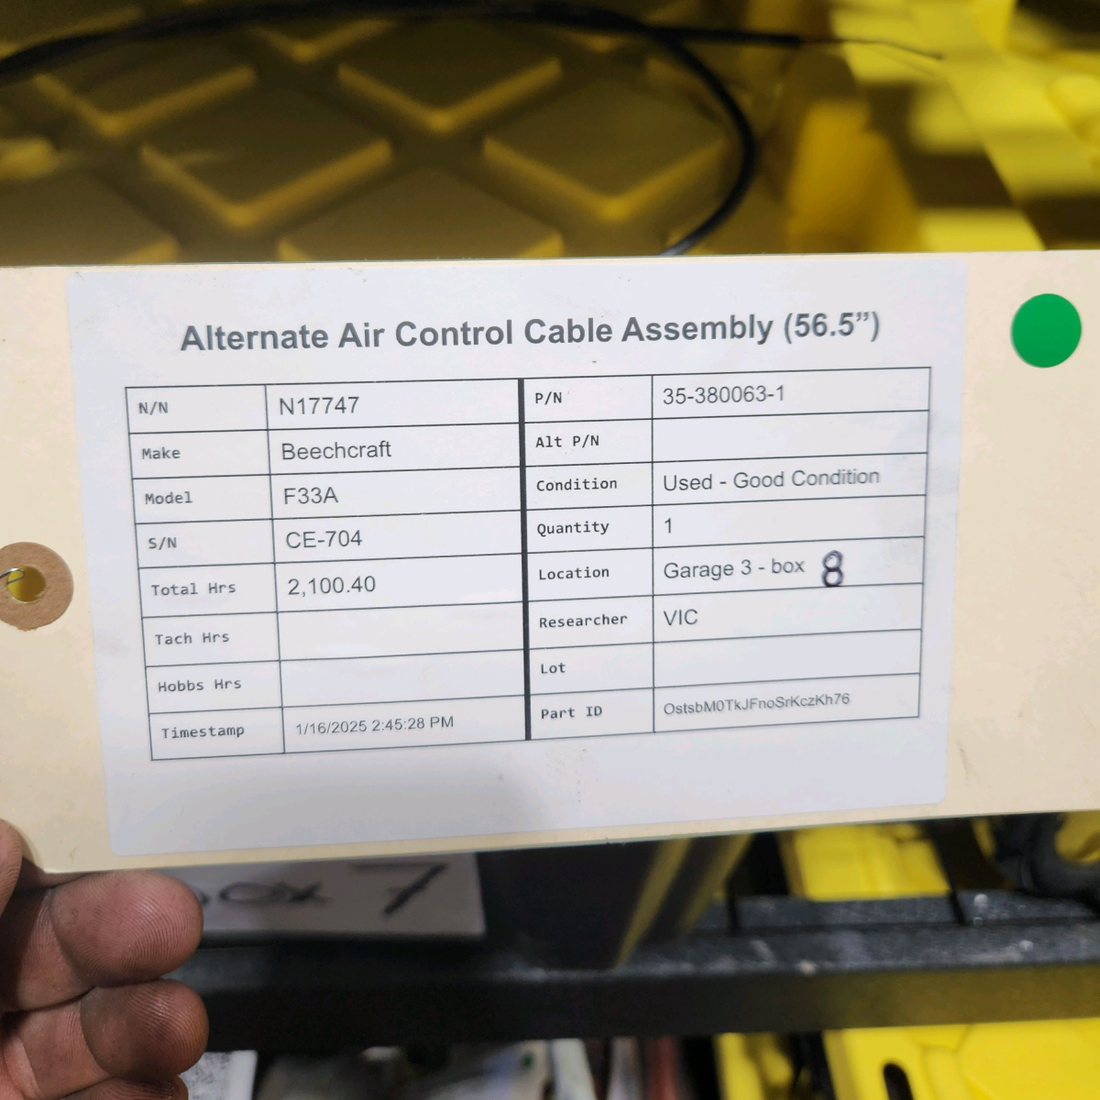 Alternate Air Control Cable Assembly (56.5”)
N/N N17747 P/N 35-380063-1
Make Beechcraft Alt P/N
Model F33A Condition Used - Good Condition
S/N CE-704 Quantity 1
Total Hrs 2,100.40 Location Garage 3 - box 8
Tach Hrs Researcher VIC
Hobbs Hrs Lot
Timestamp 1/16/2025 2:45:28 PM Part ID OstsbM0TkJFnoSrKczKh76
box 7